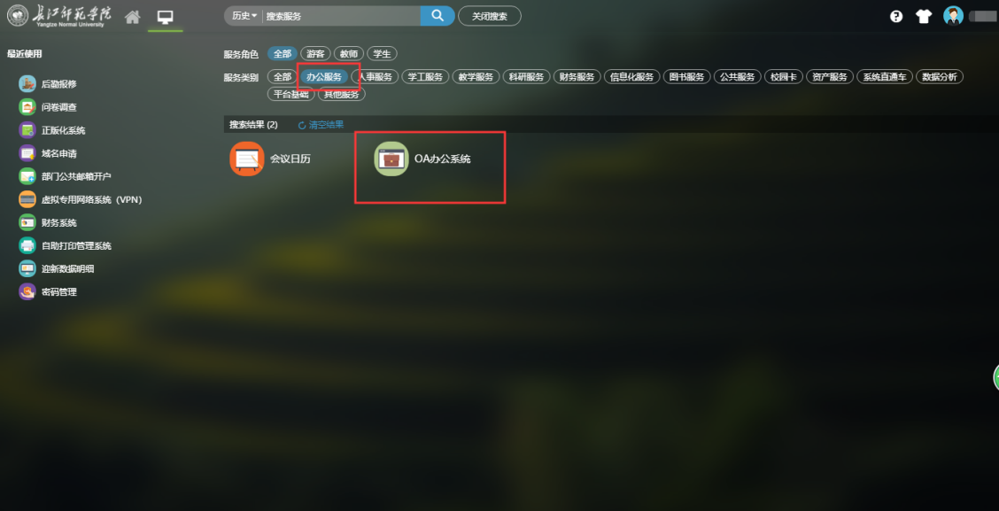 长江师范学院
Yangtze Normal University
历史 搜索服务 关闭搜索
最近使用
后勤报修
问卷调查
正版化系统
域名申请
部门公共邮箱开户
虚拟专用网络系统（VPN）
财务系统
自助打印管理系统
迎新数据明细
密码管理
服务角色 全部 游客 教师 学生
服务类别 全部 办公服务 人事服务 学工服务 教学服务 科研服务 财务服务 信息化服务 图书服务 公共服务 校园卡 资产服务 系统直通车 数据分析
平台基础 其他服务
搜索结果 (2) 清空结果
会议日历 OA办公系统